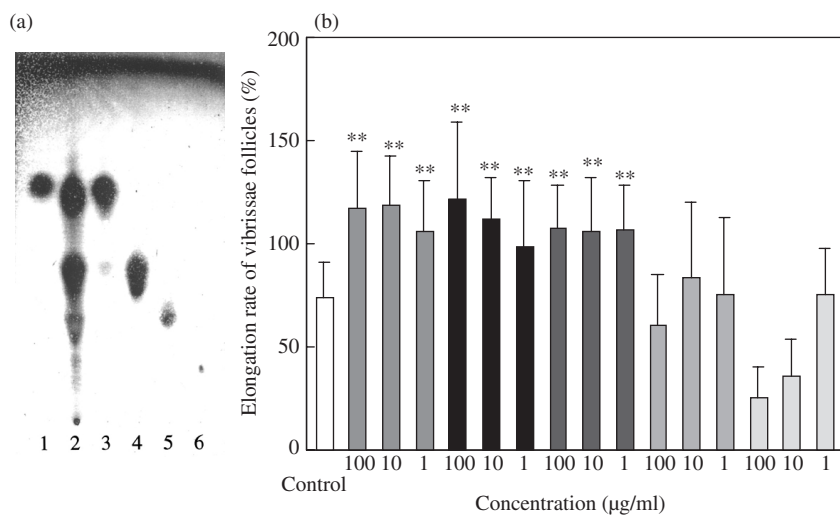 (a)
1 2 3 4 5 6
(b)
Elongation rate of vibrissae follicles (%)
200
150
100
50
0
** ** ** ** ** ** ** ** **
Control 100 10 1 100 10 1 100 10 1 100 10 1 100 10 1
Concentration (µg/ml)